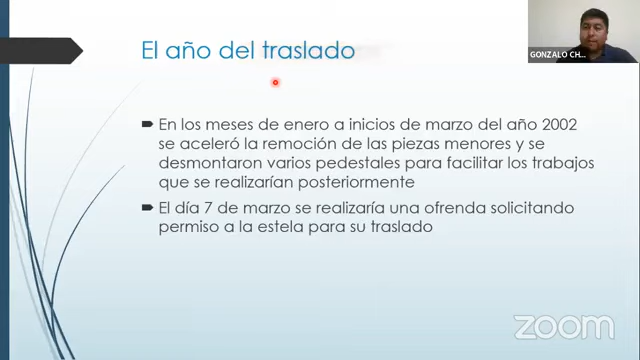 El año del traslado
GONZALO CH...
En los meses de enero a inicios de marzo del año 2002
se aceleró la remoción de las piezas menores y se
desmontaron varios pedestales para facilitar los trabajos
que se realizarían posteriormente
El día 7 de marzo se realizaría una ofrenda solicitando
permiso a la estela para su traslado
zoom